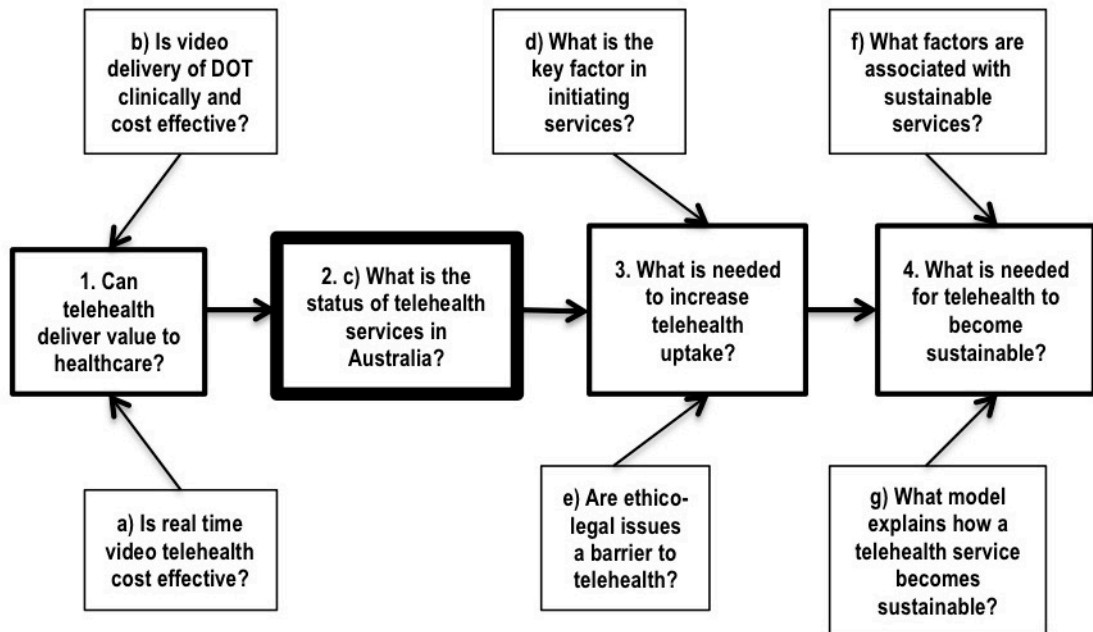 b) Is video
delivery of DOT
clinically and
cost effective?
d) What is the
key factor in
initiating
services?
f) What factors are
associated with
sustainable
services?
1. Can
telehealth
deliver value to
healthcare?
2. c) What is the
status of telehealth
services in
Australia?
3. What is needed
to increase
telehealth
uptake?
4. What is needed
for telehealth to
become
sustainable?
a) Is real time
video telehealth
cost effective?
e) Are ethico-
legal issues
a barrier to
telehealth?
g) What model
explains how a
telehealth service
becomes
sustainable?